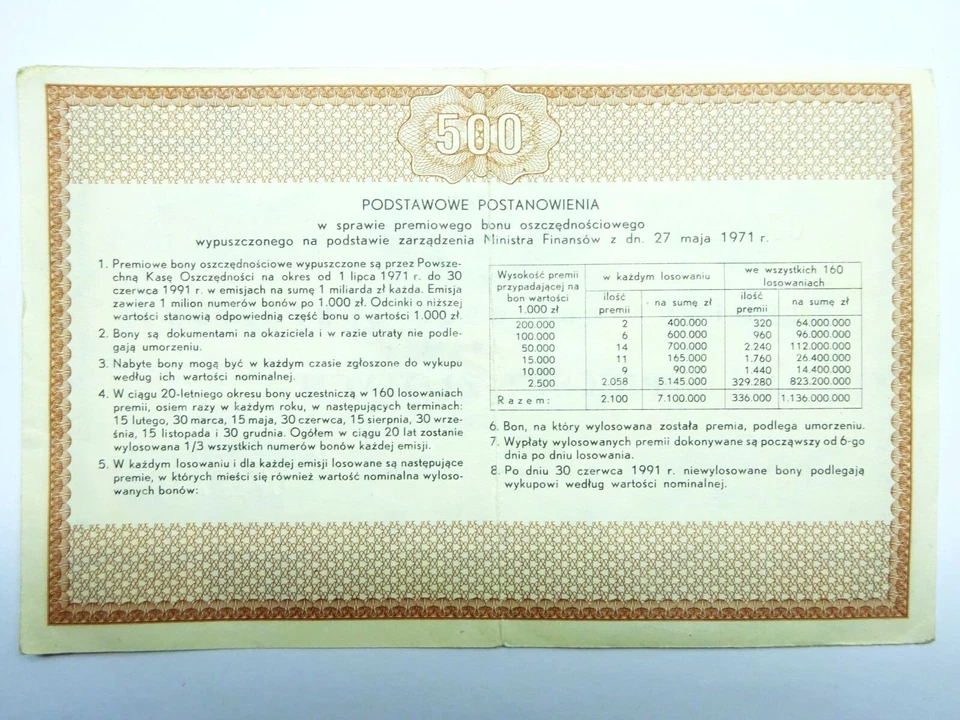 500
PODSTAWOWE POSTANOWIENIA
w sprawie premiowego bonu oszczędnościowego
wypuszczonego na podstawie zarządzenia Ministra Finansów z dn. 27 maja 1971 r.
1. Premiowe bony oszczędnościowe wypuszczone są przez Powsze-
chną Kasę Oszczędności na okres od 1 lipca 1971 r. do 30
czerwca 1991 r. w emisjach na sumę 1 miliarda zł każda. Emisja
zawiera 1 milion numerów bonów po 1.000 zł. Odcinki o niższej
wartości stanowią odpowiednią część bonu o wartości 1.000 zł.
2. Bony są dokumentami na okaziciela i w razie utraty nie podle-
gają umorzeniu.
3. Nabyte bony mogą być w każdym czasie zgłoszone do wykupu
według ich wartości nominalnej.
4. W ciągu 20-letniego okresu bony uczestniczą w 160 losowaniach
premii, osiem razy w każdym roku, w następujących terminach:
15 lutego, 30 marca, 15 maja, 30 czerwca, 15 sierpnia, 30 wrze-
śnia, 15 listopada i 30 grudnia. Ogółem w ciągu 20 lat zostanie
wylosowana 1/3 wszystkich numerów bonów każdej emisji.
5. W każdym losowaniu i dla każdej emisji losowane są następujące
premie, w których mieści się również wartość nominalna wyloso-
wanych bonów:
Wysokość premii przypadającej na bon wartości 1.000 zł
w każdym losowaniu
we wszystkich 160 losowaniach
ilość premii na sumę zł ilość premii na sumę zł
200.000 2 400.000 320 64.000.000
100.000 6 600.000 960 96.000.000
50.000 14 700.000 2.240 112.000.000
15.000 11 165.000 1.760 26.400.000
10.000 9 90.000 1.440 14.400.000
2.500 2.058 5.145.000 329.280 823.200.000
Razem: 2.100 7.100.000 336.000 1.136.000.000
6. Bon, na który wylosowana została premia, podlega umorzeniu.
7. Wypłaty wylosowanych premii dokonywane są począwszy od 6-go
dnia po dniu losowania.
8. Po dniu 30 czerwca 1991 r. niewylosowane bony podlegają
wykupowi według wartości nominalnej.